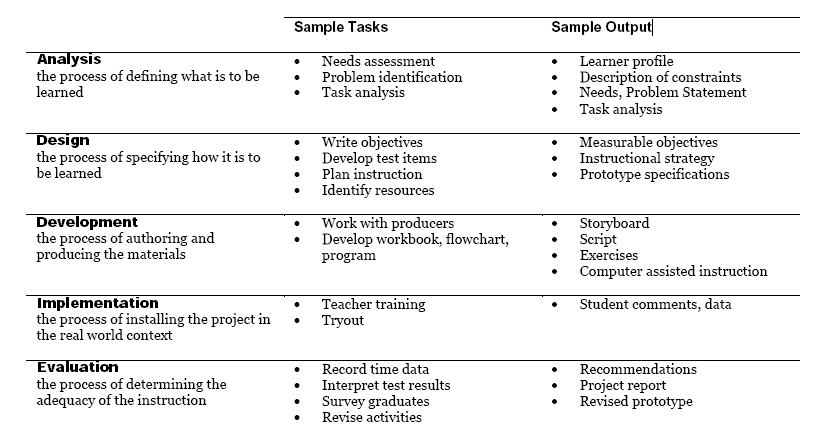 Sample Tasks Sample Output
Analysis
the process of defining what is to be
learned
• Needs assessment
• Problem identification
• Task analysis
• Learner profile
• Description of constraints
• Needs, Problem Statement
• Task analysis
Design
the process of specifying how it is to
be learned
• Write objectives
• Develop test items
• Plan instruction
• Identify resources
• Measurable objectives
• Instructional strategy
• Prototype specifications
Development
the process of authoring and
producing the materials
• Work with producers
• Develop workbook, flowchart,
program
• Storyboard
• Script
• Exercises
• Computer assisted instruction
Implementation
the process of installing the project in
the real world context
• Teacher training
• Tryout
• Student comments, data
Evaluation
the process of determining the
adequacy of the instruction
• Record time data
• Interpret test results
• Survey graduates
• Revise activities
• Recommendations
• Project report
• Revised prototype